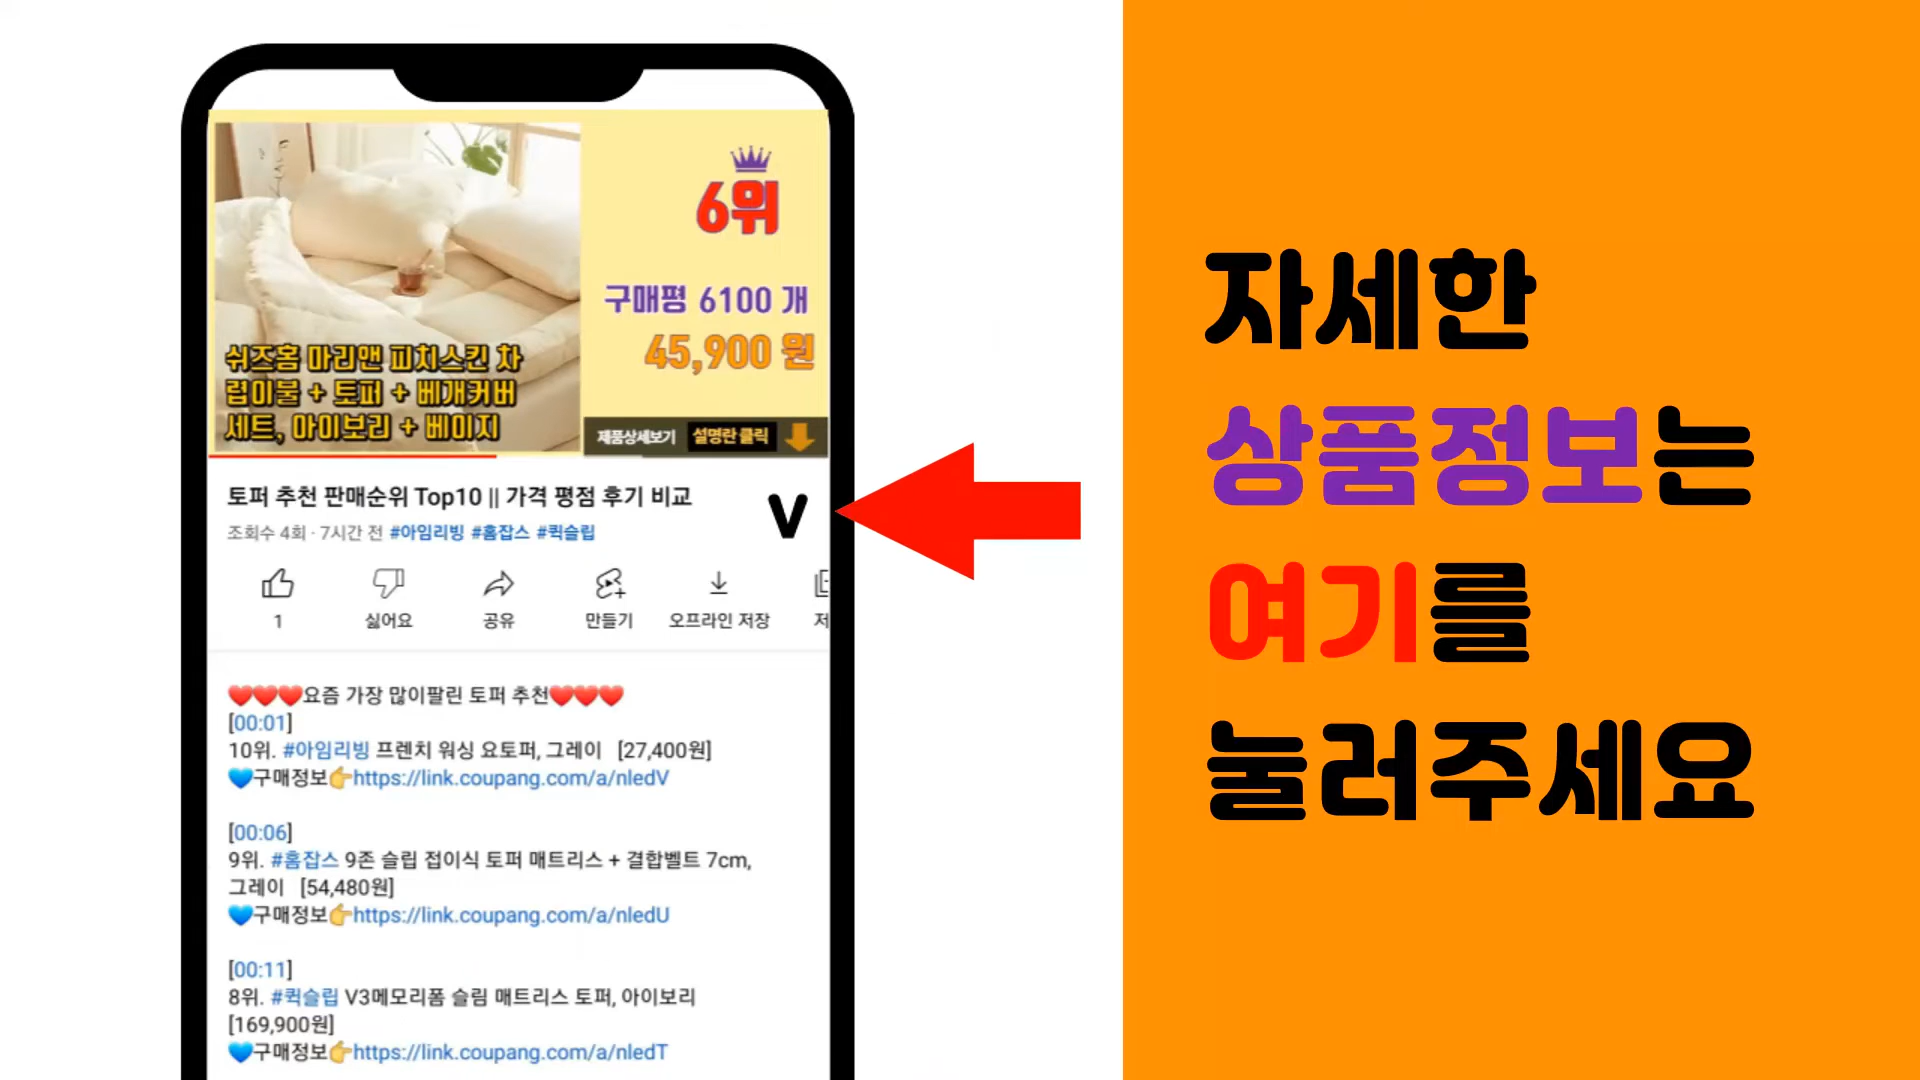 6위
구매평 6100 개
45,900 원
쉬즈홈 마리앤 피치스킨 차
렵이불 + 토퍼 + 베개커버
세트, 아이보리 + 베이지
제품상세보기 설명란 클릭
토퍼 추천 판매순위 Top10 || 가격 평점 후기 비교
V
조회수 4회 · 7시간 전 #아임리빙 #홈잡스 #퀵슬립
1 싫어요 공유 만들기 오프라인 저장 저
❤️❤️❤️요즘 가장 많이팔린 토퍼 추천❤️❤️❤️
[00:01]
10위. #아임리빙 프렌치 워싱 요토퍼, 그레이 [27,400원]
💙구매정보👉https://link.coupang.com/a/nledV
[00:06]
9위. #홈잡스 9존 슬립 접이식 토퍼 매트리스 + 결합벨트 7cm,
그레이 [54,480원]
💙구매정보👉https://link.coupang.com/a/nledU
[00:11]
8위. #퀵슬립 V3메모리폼 슬림 매트리스 토퍼, 아이보리
[169,900원]
💙구매정보👉https://link.coupang.com/a/nledT
자세한
상품정보는
여기를
눌러주세요